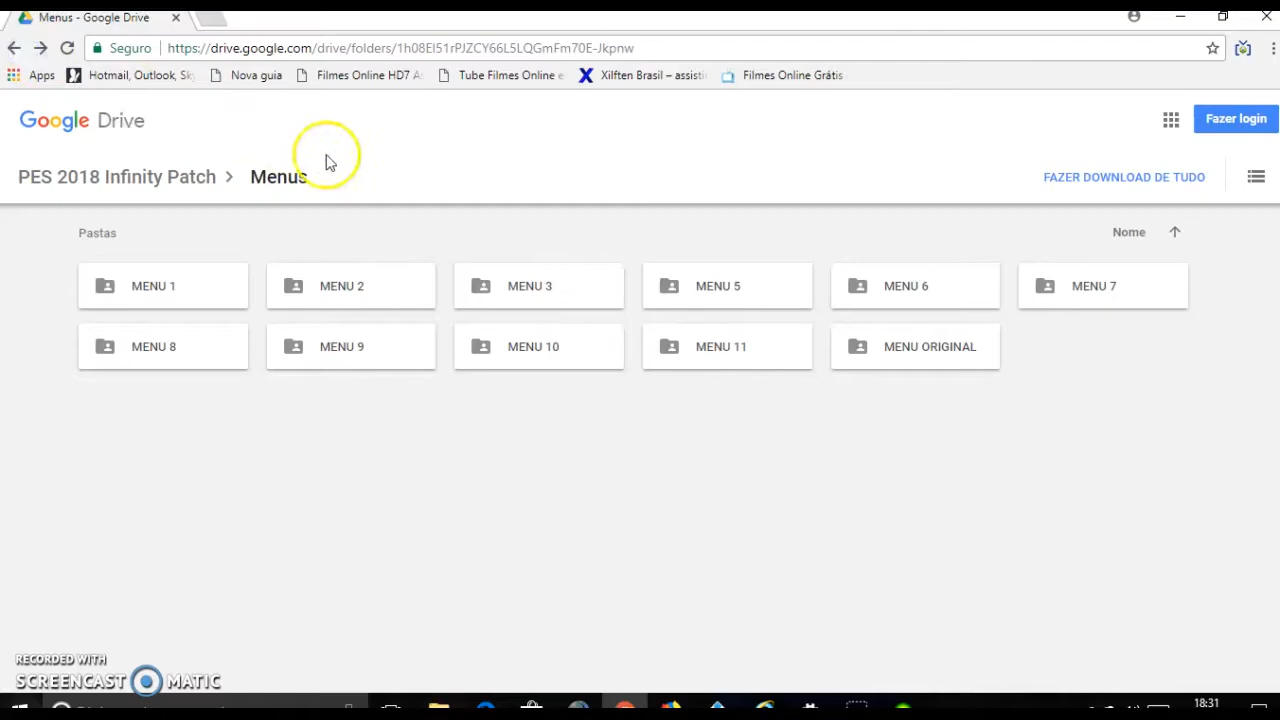 Menus - Google Drive
Seguro https://drive.google.com/drive/folders/1h08EI51rPJZCY66L5LQGmFm70E-Jkpnw
Apps Hotmail, Outlook, Sk Nova guia Filmes Online HD7 A Tube Filmes Online e Xilften Brasil – assisti Filmes Online Grátis
Google Drive Fazer login
PES 2018 Infinity Patch > Menus FAZER DOWNLOAD DE TUDO
Pastas Nome
MENU 1 MENU 2 MENU 3 MENU 5 MENU 6 MENU 7
MENU 8 MENU 9 MENU 10 MENU 11 MENU ORIGINAL
RECORDED WITH
SCREENCAST MATIC
18:31